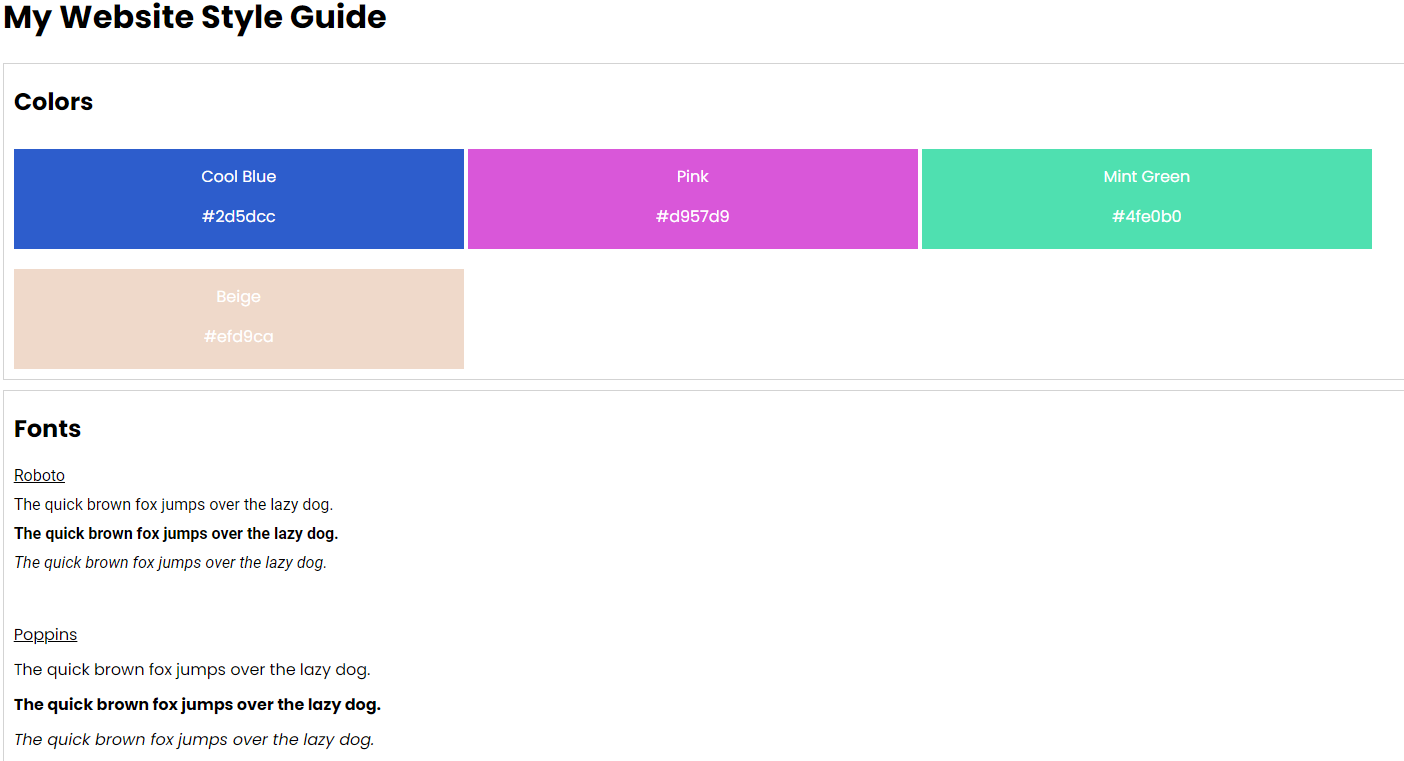 My Website Style Guide
Colors
Cool Blue
#2d5dcc
Pink
#d957d9
Mint Green
#4fe0b0
Beige
#efd9ca
Fonts
Roboto
The quick brown fox jumps over the lazy dog.
The quick brown fox jumps over the lazy dog.
The quick brown fox jumps over the lazy dog.
Poppins
The quick brown fox jumps over the lazy dog.
The quick brown fox jumps over the lazy dog.
The quick brown fox jumps over the lazy dog.